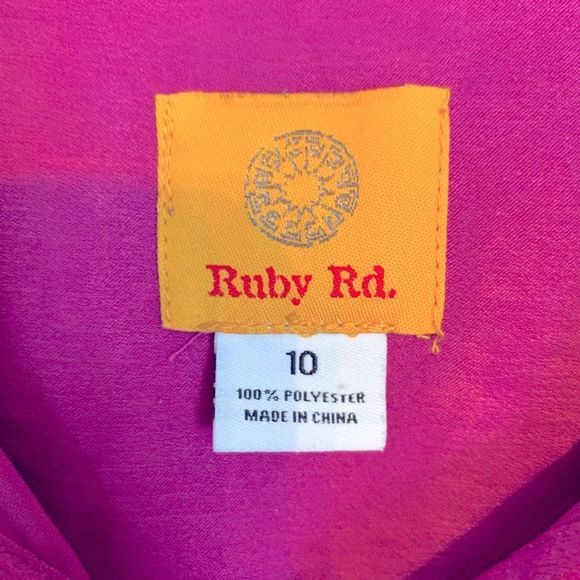 Ruby Rd.
10
100% POLYESTER
MADE IN CHINA